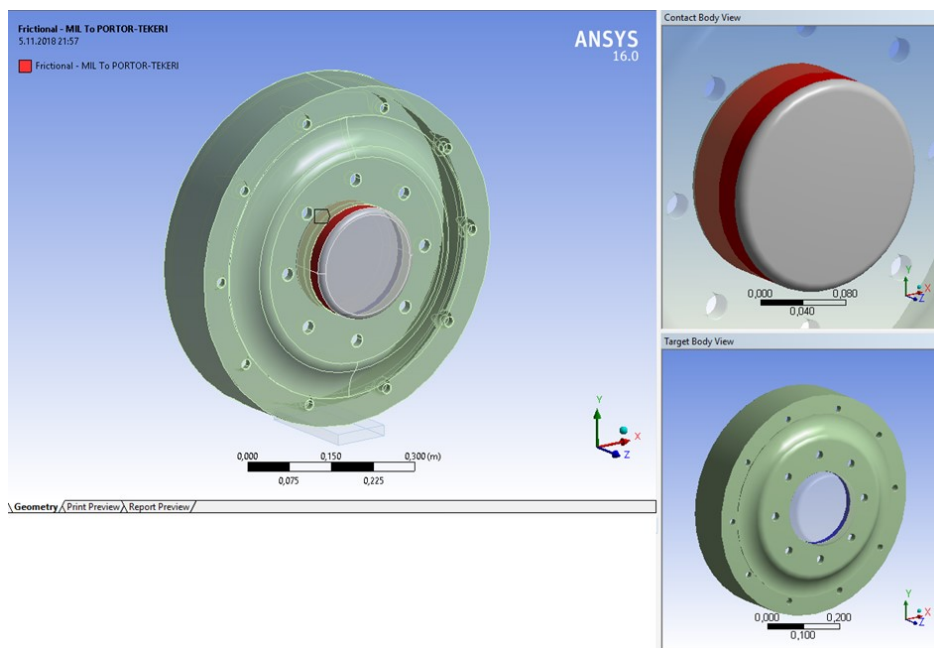 Frictional - MIL To PORTOR-TEKERI
5.11.2018 21:57
Frictional - MIL To PORTOR-TEKERI
ANSYS
16.0
Y
X
Z
0,000 0,150 0,300 (m)
0,075 0,225
Geometry Print Preview Report Preview
Contact Body View
0,000 0,080
0,040
Y
X
Z
Target Body View
0,000 0,200
0,100
Y
X
Z